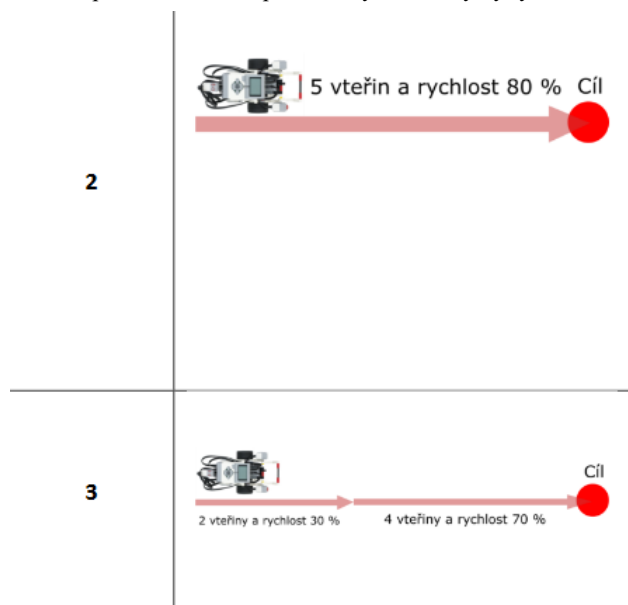 5 vteřin a rychlost 80 % Cíl
2
Cíl
3
2 vteřiny a rychlost 30 % 4 vteřiny a rychlost 70 %